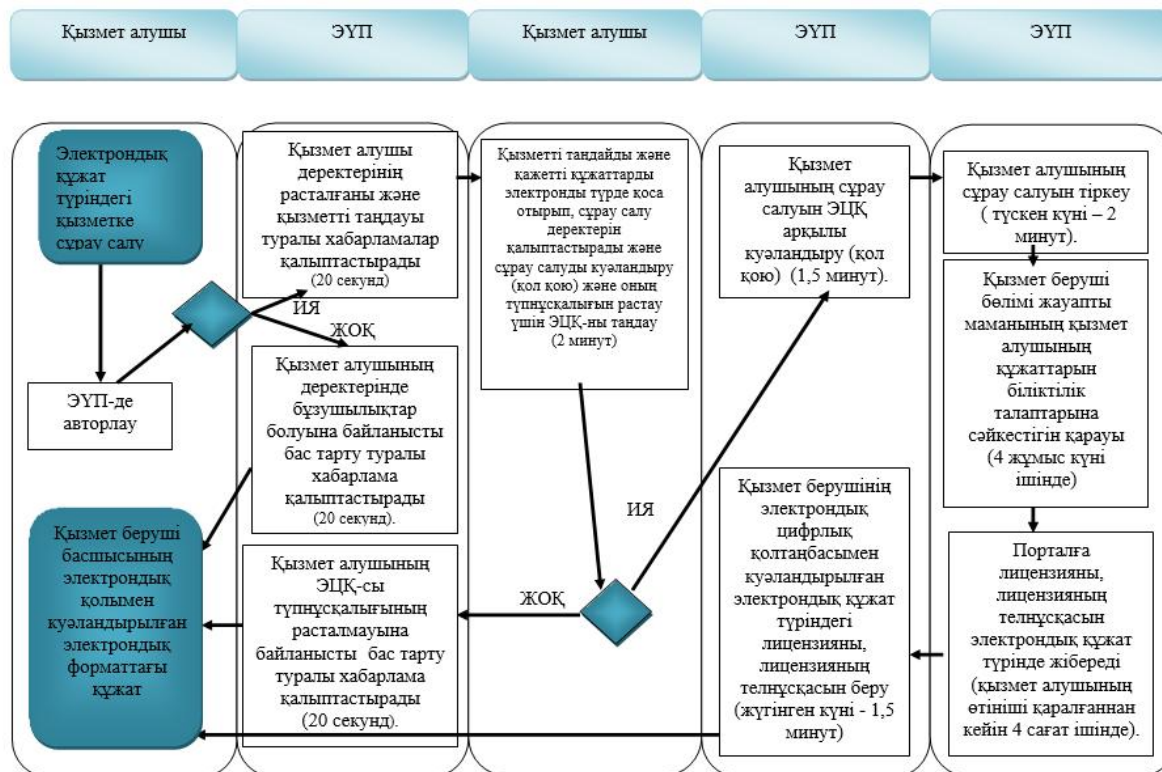 Қызмет алушы
ЭҮП
Қызмет алушы
ЭҮП
ЭҮП
Электрондық
құжат
түріндегі
қызметке
сұрау салу
ЭҮП-де
авторлау
Қызмет беруші
басшысының
электрондық
қолымен
куәландырылған
электрондық
форматтағы
құжат
Қызмет алушы
деректерінің
расталғаны және
қызметті таңдауы
туралы хабарламалар
қалыптастырады
(20 секунд)
ИЯ
ЖОҚ
Қызмет алушының
деректерінде
бұзушылықтар
болуына байланысты
бас тарту туралы
хабарлама
қалыптастырады
(20 секунд).
Қызмет алушының
ЭЦҚ-сы
түпнұсқалығының
расталмауына
байланысты бас тарту
туралы хабарлама
қалыптастырады
(20 секунд).
Қызметті таңдайды және
қажетті құжаттарды
электронды түрде қоса
отырып, сұрау салу
деректерін
қалыптастырады және
сұрау салуды куәландыру
(қол қою) және оның
түпнұсқалығын растау
үшін ЭЦҚ-ны таңдау
(2 минут)
ЖОҚ
ИЯ
Қызмет
алушының сұрау
салуын ЭЦҚ
арқылы
куәландыру (қол
қою) (1,5 минут).
Қызмет берушінің
электрондық
цифрлық
қолтаңбасымен
куәландырылған
электрондық құжат
түріндегі
лицензияны,
лицензияның
телнұсқасын беру
(жүгінген күні - 1,5
минут)
Қызмет алушының
сұрау салуын тіркеу
( түскен күні – 2
минут).
Қызмет беруші
бөлімі жауапты
маманының қызмет
алушының
құжаттарын
біліктілік
талаптарына
сәйкестігін қарауы
(4 жұмыс күні
ішінде)
Порталға
лицензияны,
лицензияның
телнұсқасын
электрондық құжат
түрінде жібереді
(қызмет алушының
өтініші қаралғаннан
кейін 4 сағат ішінде).